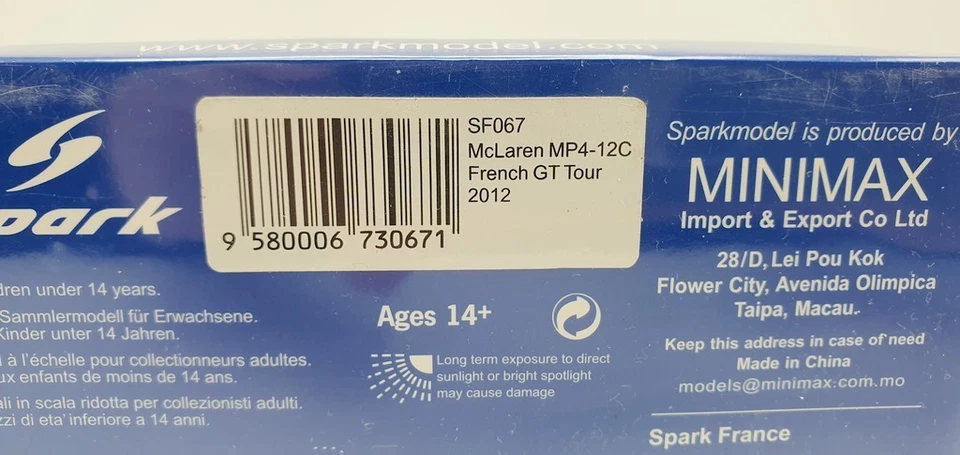 www.sparkmodel.com
SF067
McLaren MP4-12C
French GT Tour
2012
9 580006 730671
park
dren under 14 years.
Sammlermodell für Erwachsene.
Kinder unter 14 Jahren.
à l'échelle pour collectionneurs adultes.
ux enfants de moins de 14 ans.
ali in scala ridotta per collezionisti adulti.
zzi di eta' inferiore a 14 anni.
Ages 14+
Long term exposure to direct
sunlight or bright spotlight
may cause damage
Sparkmodel is produced by
MINIMAX
Import & Export Co Ltd
28/D, Lei Pou Kok
Flower City, Avenida Olimpica
Taipa, Macau.
Keep this address in case of need
Made in China
models@minimax.com.mo
Spark France